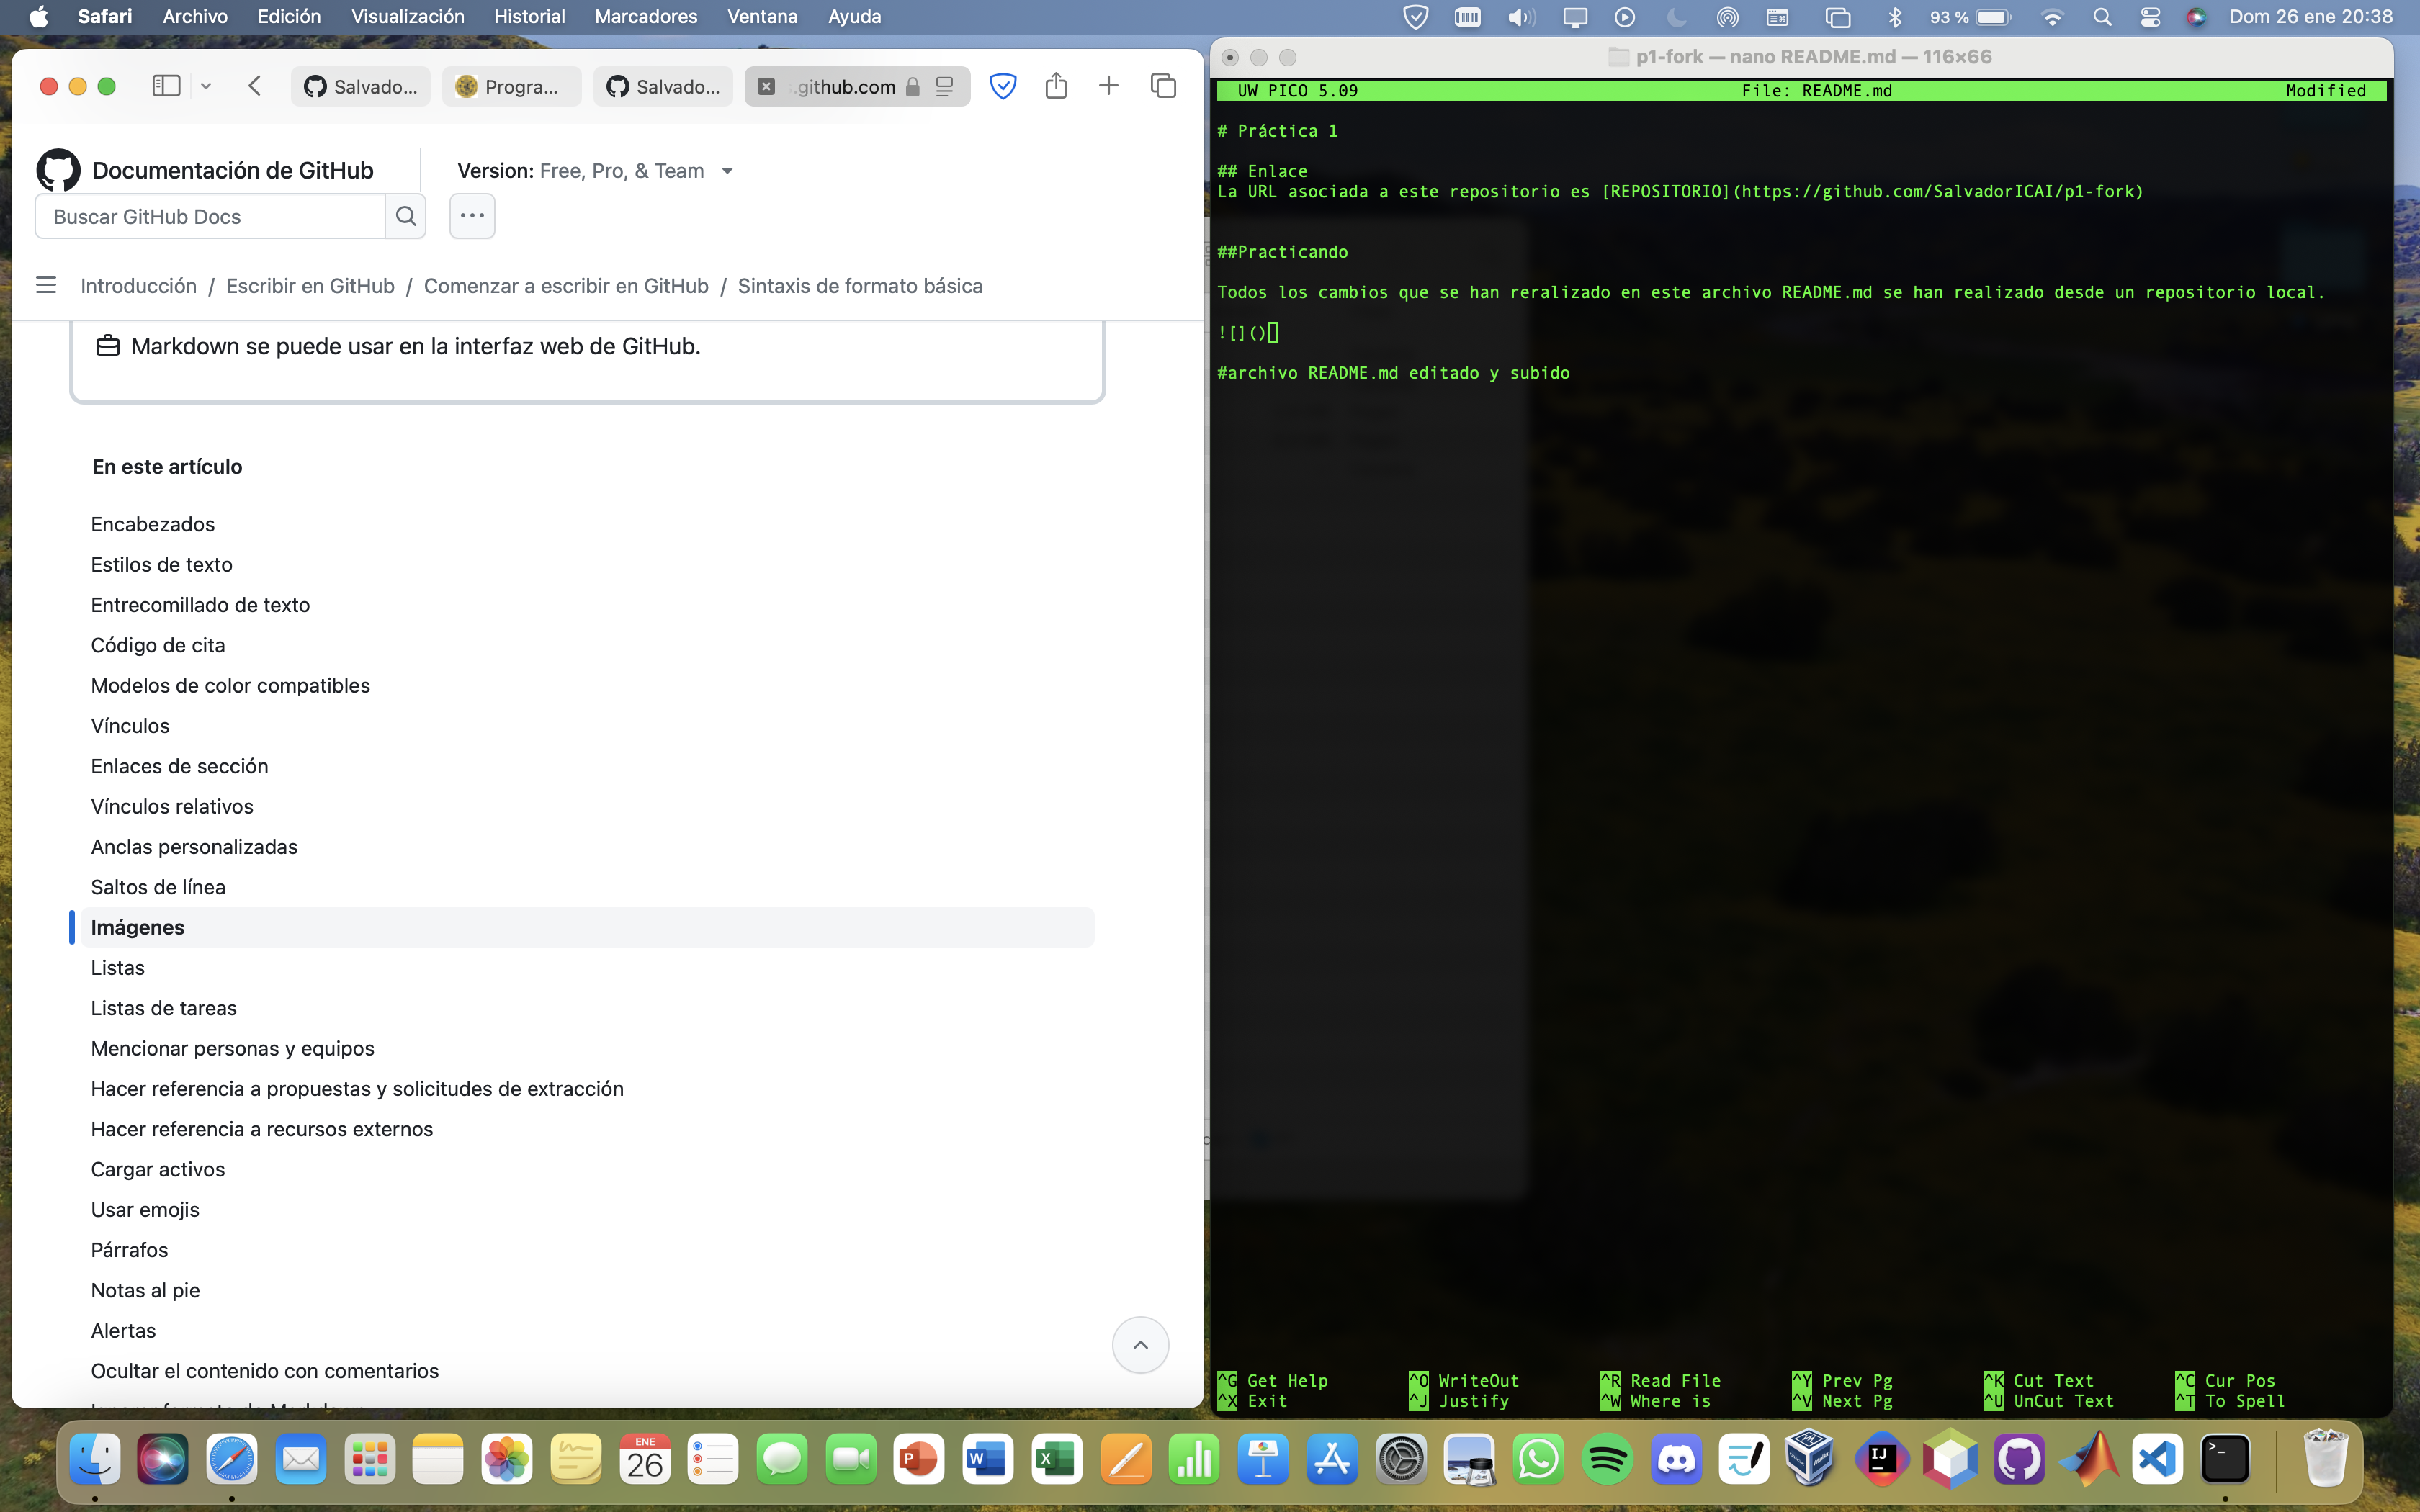 Safari Archivo Edición Visualización Historial Marcadores Ventana Ayuda 93 % Dom 26 ene 20:38
Salvado... Progra... Salvado... .github.com
Documentación de GitHub Version: Free, Pro, & Team
Buscar GitHub Docs
Introducción / Escribir en GitHub / Comenzar a escribir en GitHub / Sintaxis de formato básica
Markdown se puede usar en la interfaz web de GitHub.
En este artículo
Encabezados
Estilos de texto
Entrecomillado de texto
Código de cita
Modelos de color compatibles
Vínculos
Enlaces de sección
Vínculos relativos
Anclas personalizadas
Saltos de línea
Imágenes
Listas
Listas de tareas
Mencionar personas y equipos
Hacer referencia a propuestas y solicitudes de extracción
Hacer referencia a recursos externos
Cargar activos
Usar emojis
Párrafos
Notas al pie
Alertas
Ocultar el contenido con comentarios
Ignorar formato de Markdown
p1-fork — nano README.md — 116×66
UW PICO 5.09 File: README.md Modified
# Práctica 1
## Enlace
La URL asociada a este repositorio es [REPOSITORIO](https://github.com/SalvadorICAI/p1-fork)
##Practicando
Todos los cambios que se han reralizado en este archivo README.md se han realizado desde un repositorio local.
![]()
#archivo README.md editado y subido
^G Get Help ^O WriteOut ^R Read File ^Y Prev Pg ^K Cut Text ^C Cur Pos
^X Exit ^J Justify ^W Where is ^V Next Pg ^U UnCut Text ^T To Spell
ENE
26
P
W
X
IJ
>_